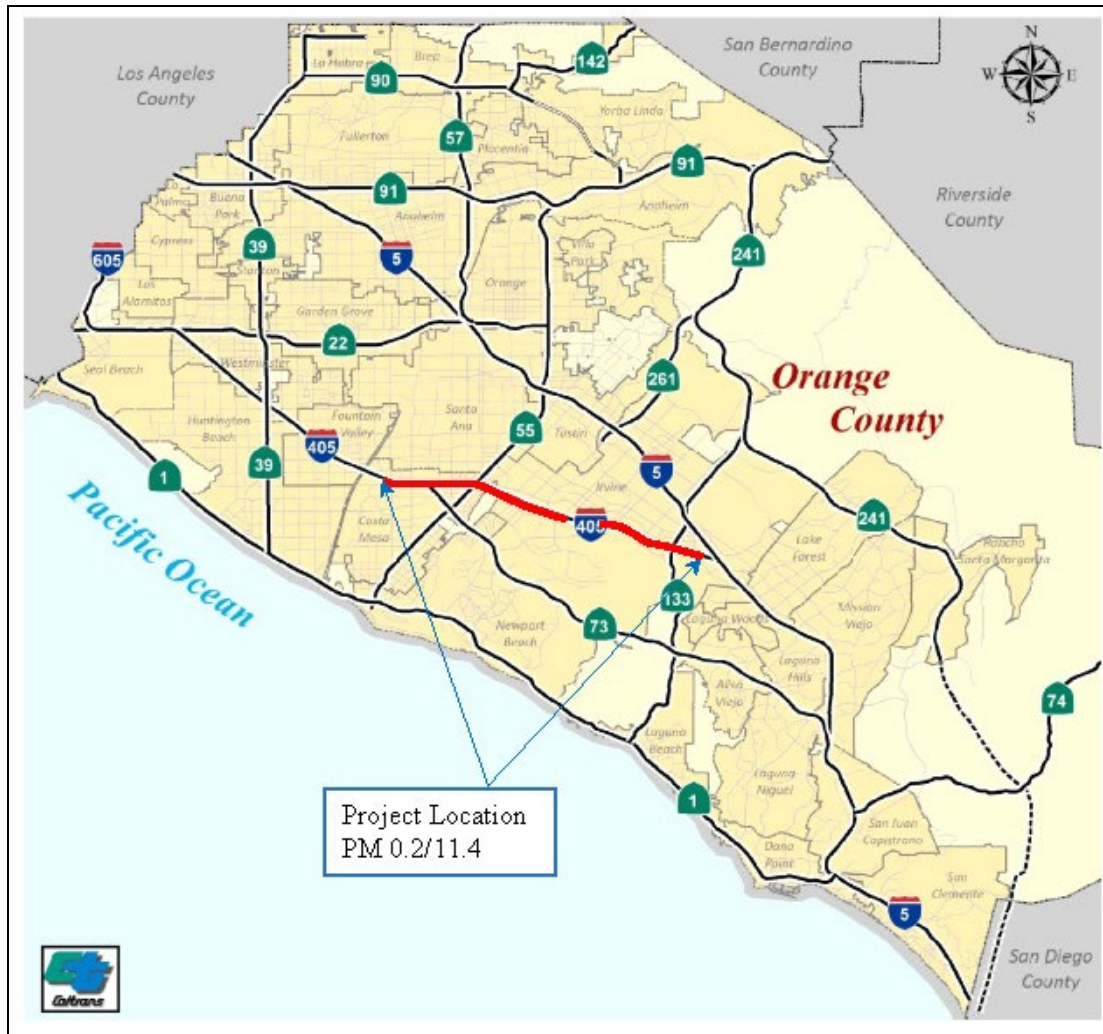 Los Angeles
County
San Bernardino
County
N
W
E
S
La Habra
Brea
142
90
Yorba Linda
Fullerton
57
Placentia
91
91
Riverside
County
La
Palma
Buena
Park
Anaheim
Anaheim
Cypress
39
5
Villa
Park
241
605
Stanton
Orange
Los
Alamitos
Garden Grove
22
261
Orange
County
Seal Beach
Westminster
Huntington
Beach
Fountain
Valley
Santa
Ana
55
Tustin
405
1
39
5
Irvine
405
241
Pacific Ocean
Costa
Mesa
Lake
Forest
Rancho
Santa Margarita
133
Laguna Woods
Mission
Viejo
Newport
Beach
73
Laguna
Hills
Aliso
Viejo
74
Laguna
Beach
Laguna
Niguel
Project Location
PM 0.2/11.4
1
San Juan
Capistrano
Dana
Point
San
Clemente
5
San Diego
County
Caltrans